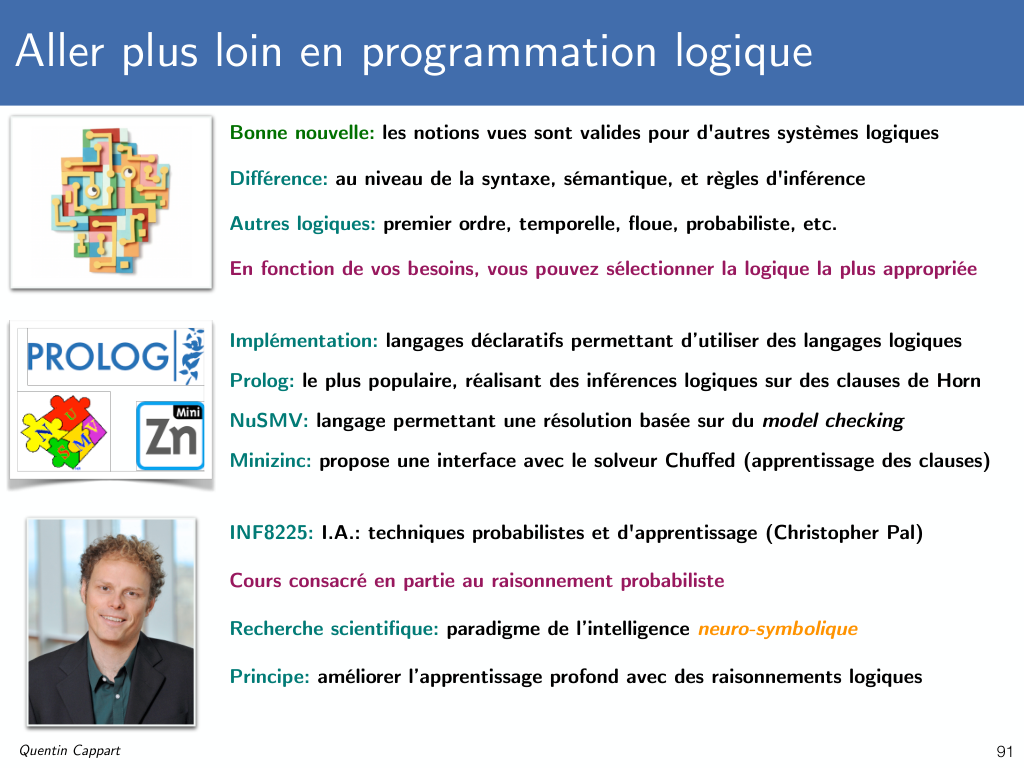 Aller plus loin en programmation logique
Bonne nouvelle: les notions vues sont valides pour d'autres systèmes logiques
Différence: au niveau de la syntaxe, sémantique, et règles d'inférence
Autres logiques: premier ordre, temporelle, floue, probabiliste, etc.
En fonction de vos besoins, vous pouvez sélectionner la logique la plus appropriée
PROLOG
NUSMV
Mini
Zn
Implémentation: langages déclaratifs permettant d’utiliser des langages logiques
Prolog: le plus populaire, réalisant des inférences logiques sur des clauses de Horn
NuSMV: langage permettant une résolution basée sur du model checking
Minizinc: propose une interface avec le solveur Chuffed (apprentissage des clauses)
INF8225: I.A.: techniques probabilistes et d'apprentissage (Christopher Pal)
Cours consacré en partie au raisonnement probabiliste
Recherche scientifique: paradigme de l’intelligence neuro-symbolique
Principe: améliorer l’apprentissage profond avec des raisonnements logiques
Quentin Cappart
91